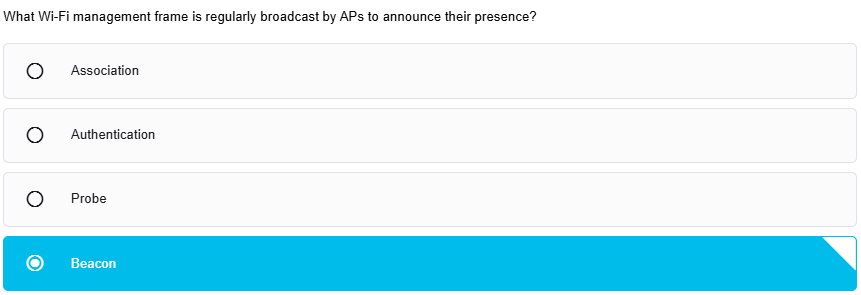 What Wi-Fi management frame is regularly broadcast by APs to announce their presence?
Association
Authentication
Probe
Beacon